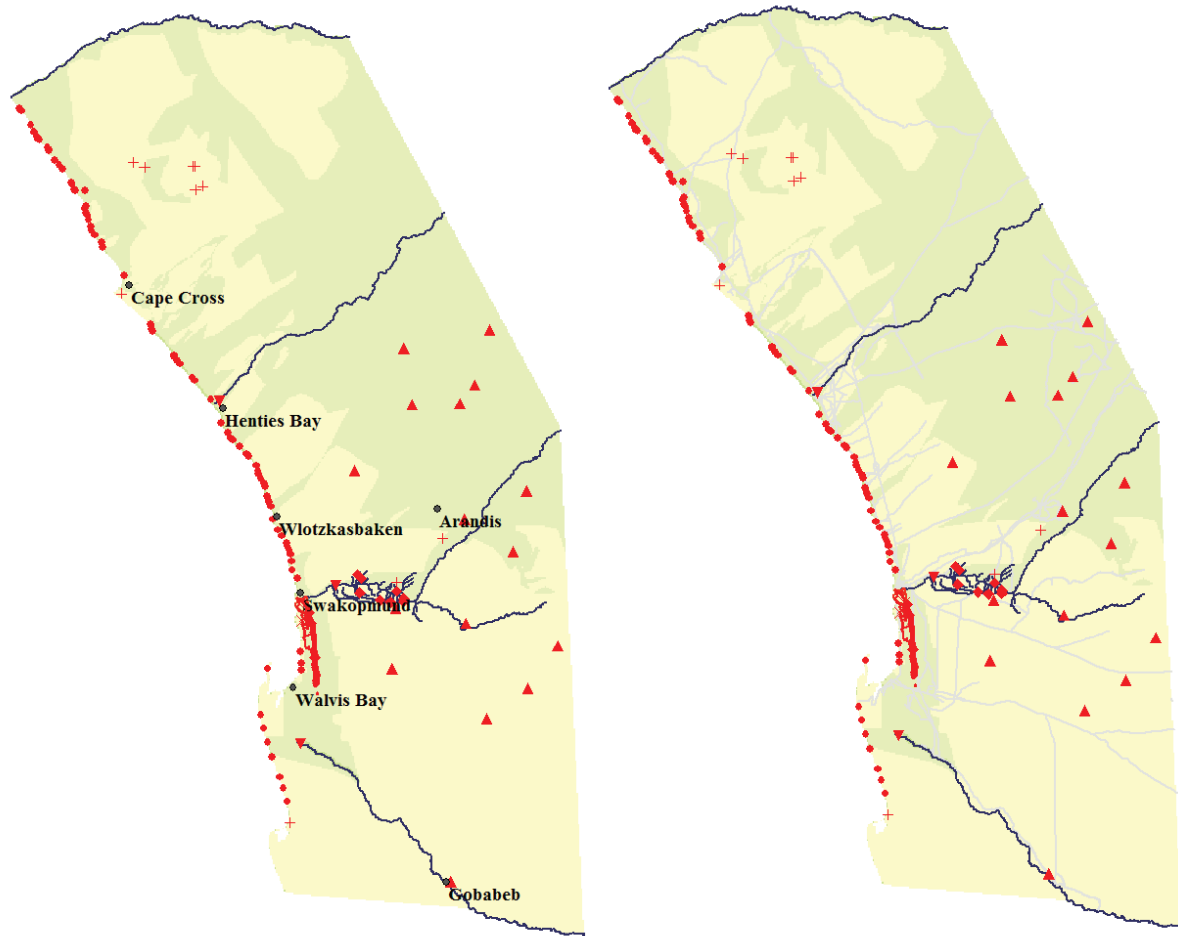 Cape Cross
Henties Bay
Arandis
Wlotzkasbaken
Swakopmund
Walvis Bay
Gobabeb